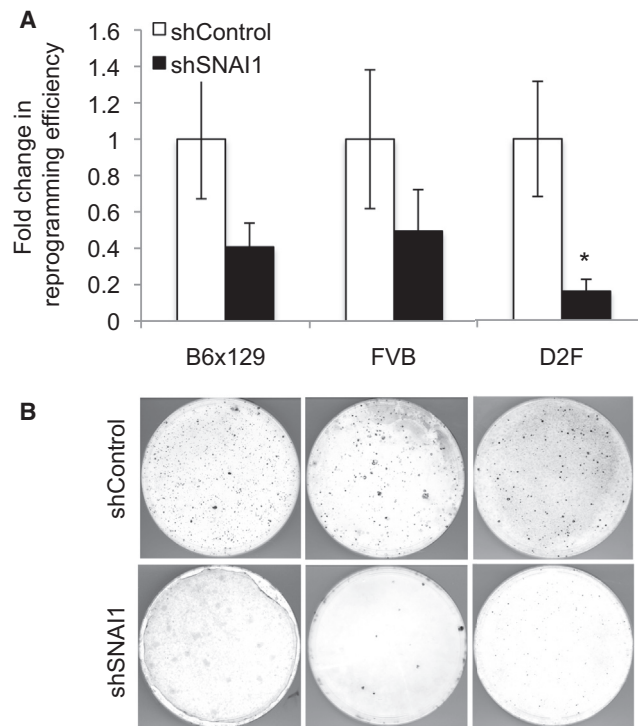 A
Fold change in
reprogramming efficiency
1.6
1.4
1.2
1
0.8
0.6
0.4
0.2
0
shControl
shSNAI1
*
B6x129
FVB
D2F
B
shControl
shSNAI1